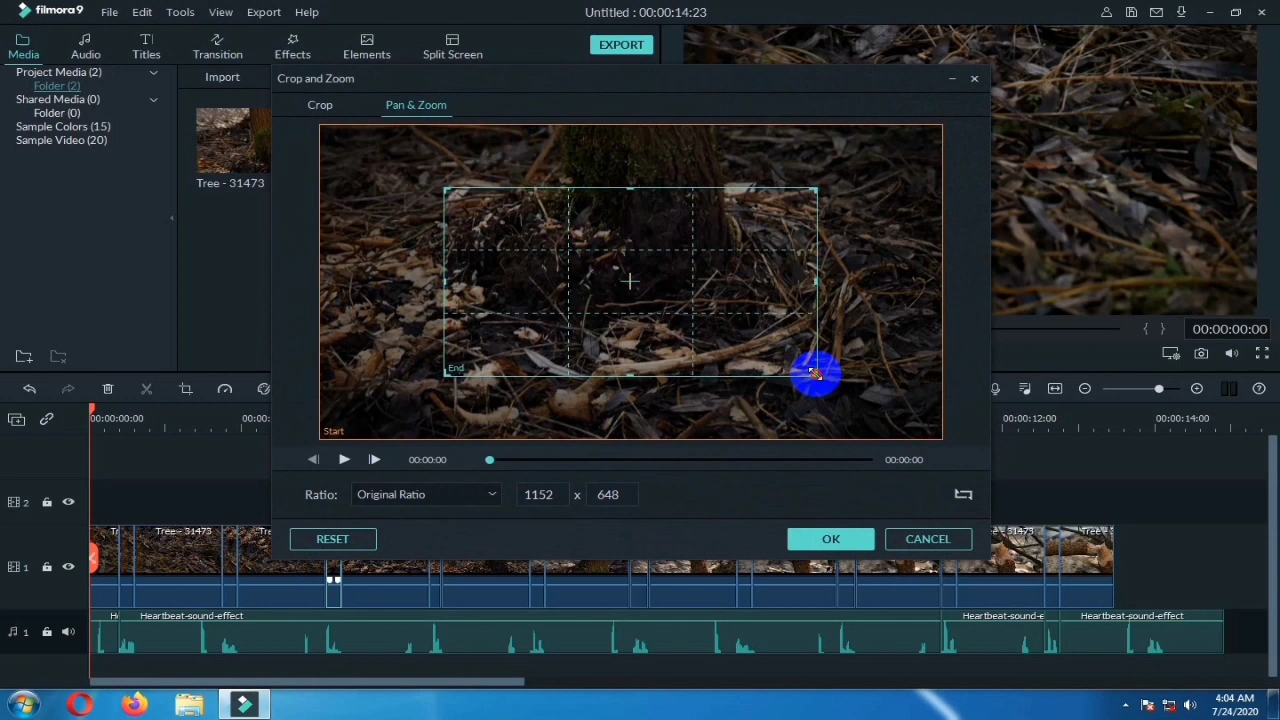 filmora9 File Edit Tools View Export Help Untitled : 00:00:14:23
Media Audio Titles Transition Effects Elements Split Screen EXPORT
Project Media (2)
Folder (2)
Shared Media (0)
Folder (0)
Sample Colors (15)
Sample Video (20)
Import
Tree - 31473
Crop and Zoom
Crop Pan & Zoom
End
Start
00:00:00 00:00:00
Ratio: Original Ratio 1152 x 648
RESET OK CANCEL
{ } 00:00:00:00
00:00:00:00 00:00: 00:00:12:00 00:00:14:00
2
1
Tr Tree - 31473 Tre - 31473 Tree - 3
1
He Heartbeat-sound-effect Heartbeat-sound-e Heartbeat-sound-effect
4:04 AM
7/24/2020